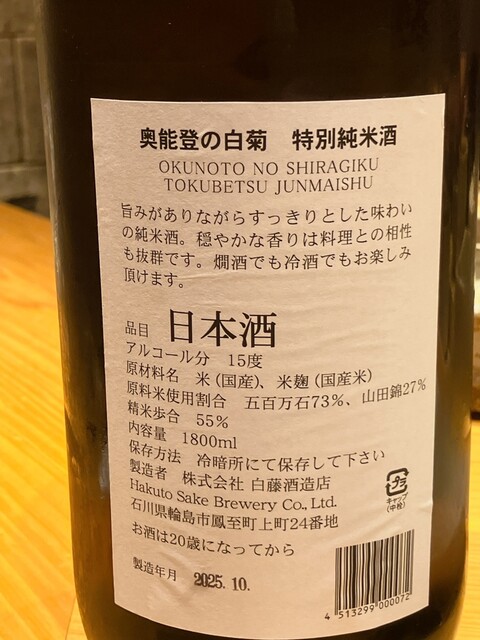 奥能登の白菊　特別純米酒
OKUNOTO NO SHIRAGIKU
TOKUBETSU JUNMAISHU
旨みがありながらすっきりとした味わい
の純米酒。穏やかな香りは料理との相性
も抜群です。燗酒でも冷酒でもお楽しみ
頂けます。
品目　日本酒
アルコール分　15度
原材料名　米(国産)、米麹(国産米)
原料米使用割合　五百万石73%、山田錦27%
精米歩合　55%
内容量　1800ml
保存方法　冷暗所にて保存して下さい
製造者　株式会社 白藤酒造店
Hakuto Sake Brewery Co., Ltd.
石川県輪島市鳳至町上町24番地
お酒は20歳になってから
プラ
キャップ
(中栓)
製造年月　2025.10.
4 513299 000072